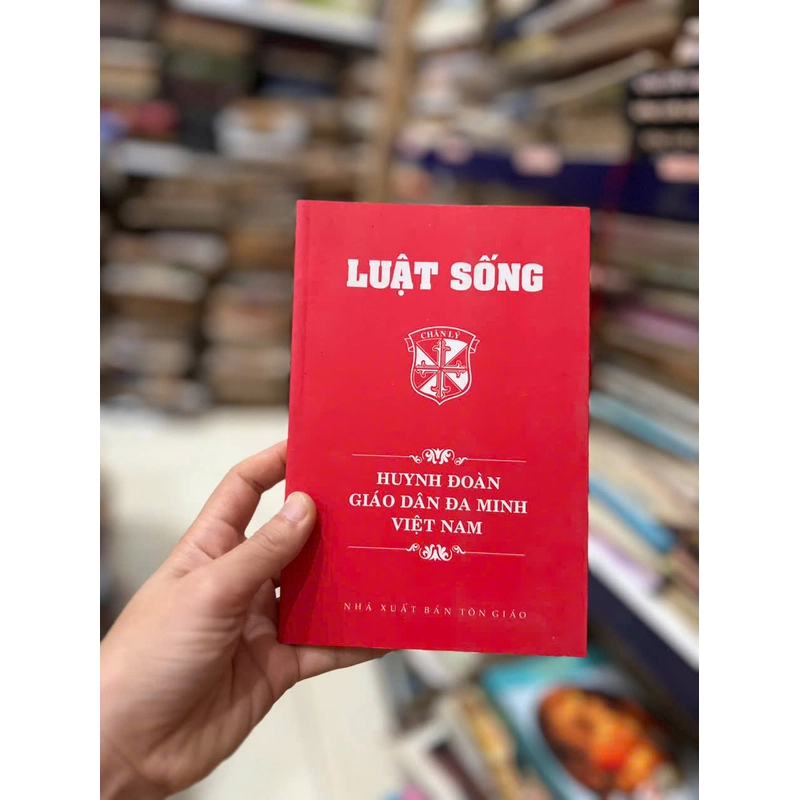 LUẬT SỐNG
CHÂN LÝ
HUYNH ĐOÀN
GIÁO DÂN ĐA MINH
VIỆT NAM
NHÀ XUẤT BẢN TÔN GIÁO